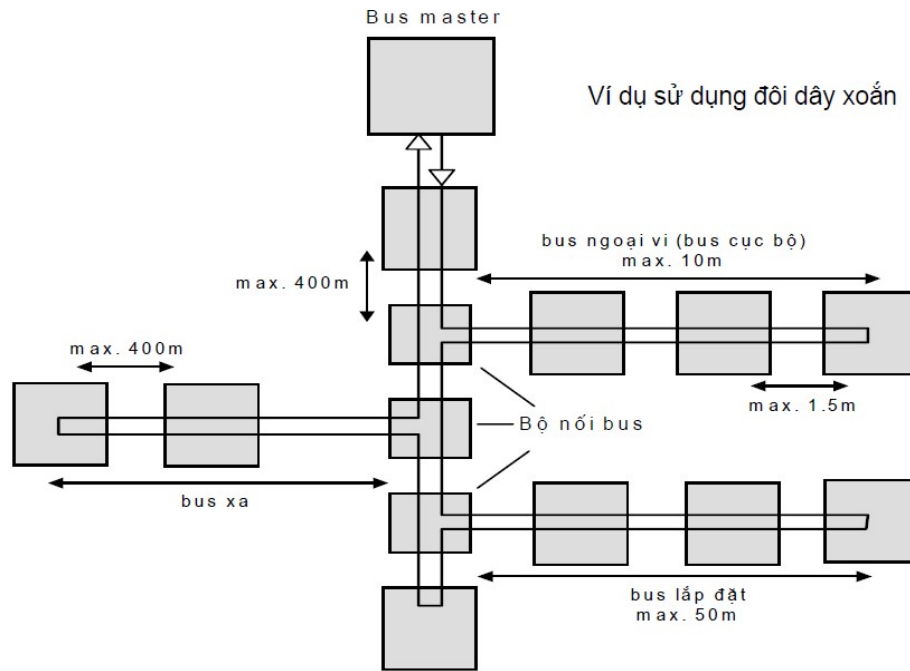 Bus master
Ví dụ sử dụng đôi dây xoắn
bus ngoại vi (bus cục bộ)
max. 10m
max. 400m
max. 400m
max. 1.5m
Bộ nối bus
bus xa
bus lắp đặt
max. 50m